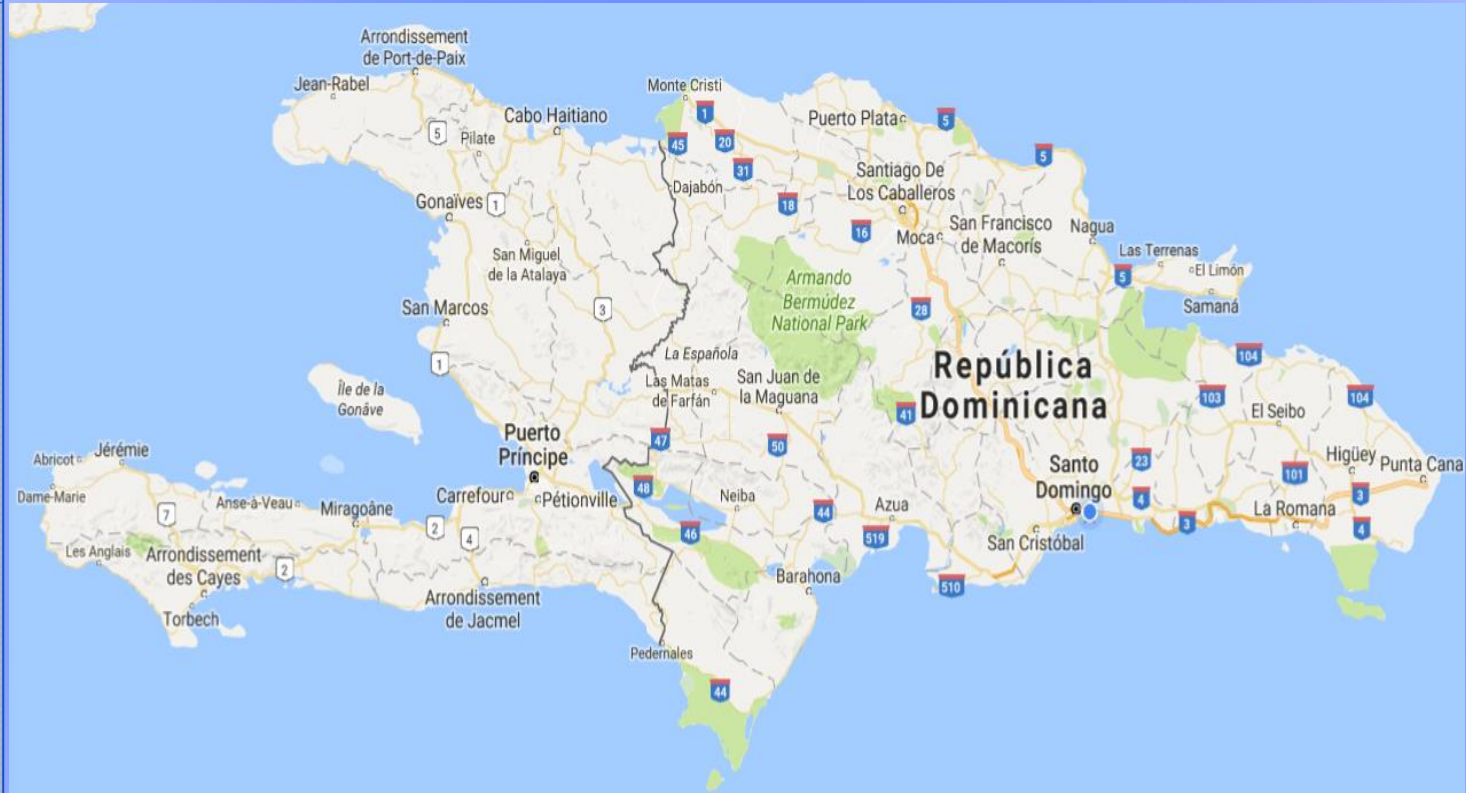 Arrondissement
de Port-de-Paix
Jean-Rabel
Monte Cristi
Cabo Haitiano
1
Puerto Plata
5
5
Pilate
45
20
5
31
Santiago De
Los Caballeros
Dajabón
18
Gonaïves
1
16
Moca
San Francisco
de Macorís
Nagua
San Miguel
de la Atalaya
Las Terrenas
El Limón
5
Samaná
Armando
Bermúdez
National Park
San Marcos
3
28
La Española
República
Dominicana
104
1
Île de la
Gonâve
Las Matas
de Farfán
San Juan de
la Maguana
103
104
41
El Seibo
Puerto
Príncipe
47
50
Abricot
Jérémie
Santo
Domingo
23
101
Higüey
Punta Cana
Dame-Marie
Anse-à-Veau
Miragoâne
Carrefour
Pétionville
48
Neiba
44
Azua
4
3
La Romana
7
2
4
46
519
San Cristóbal
3
4
Les Anglais
Arrondissement
des Cayes
2
Barahona
510
Torbech
Arrondissement
de Jacmel
Pedernales
44